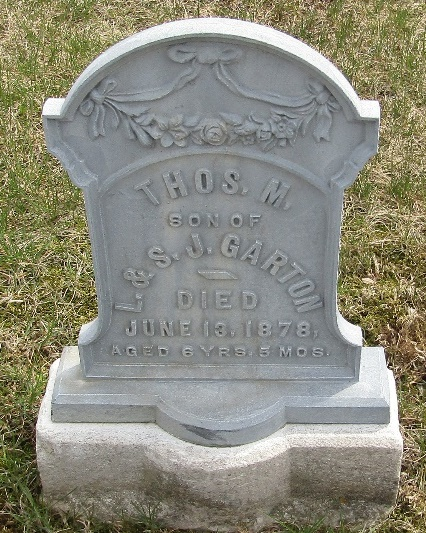 THOS. M.
SON OF
L. & S. J. GARTON
DIED
JUNE 13, 1878,
AGED 6 YRS. 5 MOS.